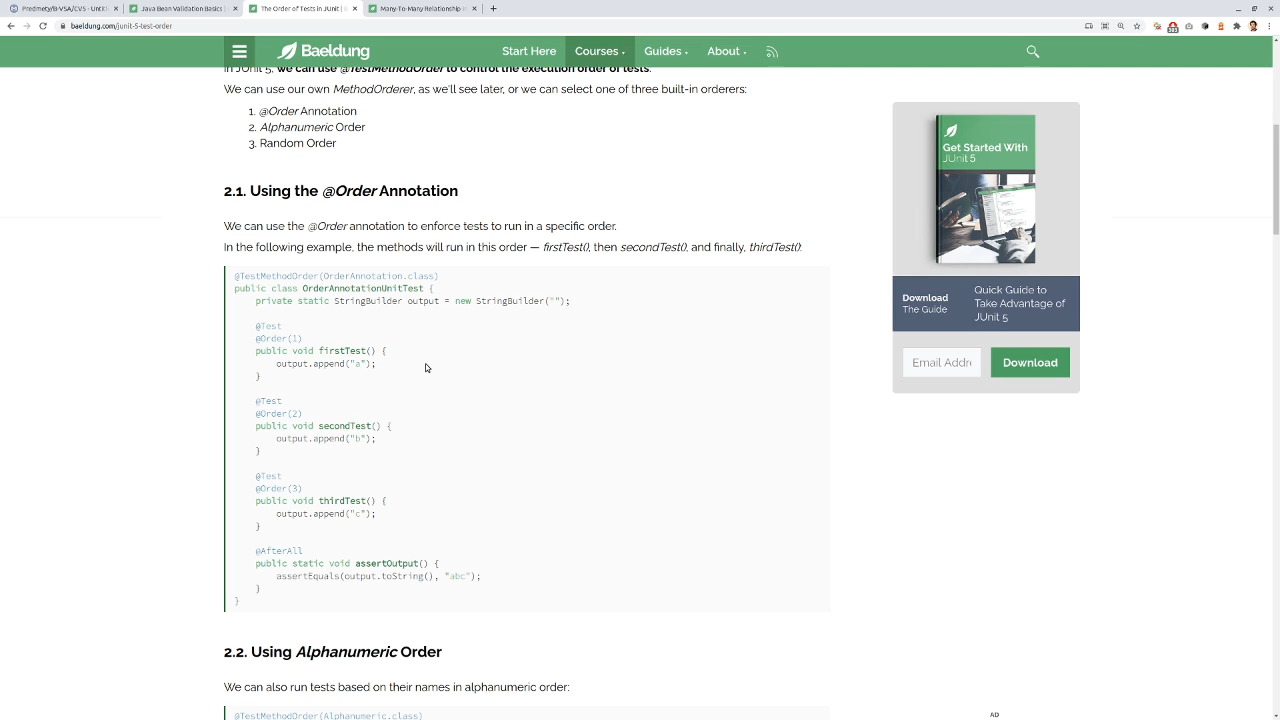 Predmety/B-VSA/CV5 - Unti
Java Bean Validation Basics
The Order of Tests in JUnit
Many-To-Many Relationship in
baeldung.com/junit-5-test-order
Baeldung
Start Here
Courses
Guides
About
In JUnit 5, we can use @TestMethodOrder to control the execution order of tests.
We can use our own MethodOrderer, as we'll see later, or we can select one of three built-in orderers:
1. @Order Annotation
2. Alphanumeric Order
3. Random Order
2.1. Using the @Order Annotation
We can use the @Order annotation to enforce tests to run in a specific order.
In the following example, the methods will run in this order — firstTest(), then secondTest(), and finally, thirdTest():
@TestMethodOrder(OrderAnnotation.class)
public class OrderAnnotationUnitTest {
private static StringBuilder output = new StringBuilder("");
@Test
@Order(1)
public void firstTest() {
output.append("a");
}
@Test
@Order(2)
public void secondTest() {
output.append("b");
}
@Test
@Order(3)
public void thirdTest() {
output.append("c");
}
@AfterAll
public static void assertOutput() {
assertEquals(output.toString(), "abc");
}
}
2.2. Using Alphanumeric Order
We can also run tests based on their names in alphanumeric order:
@TestMethodOrder(Alphanumeric.class)
Get Started With
JUnit 5
Download
The Guide
Quick Guide to
Take Advantage of
JUnit 5
Email Addr
Download
AD